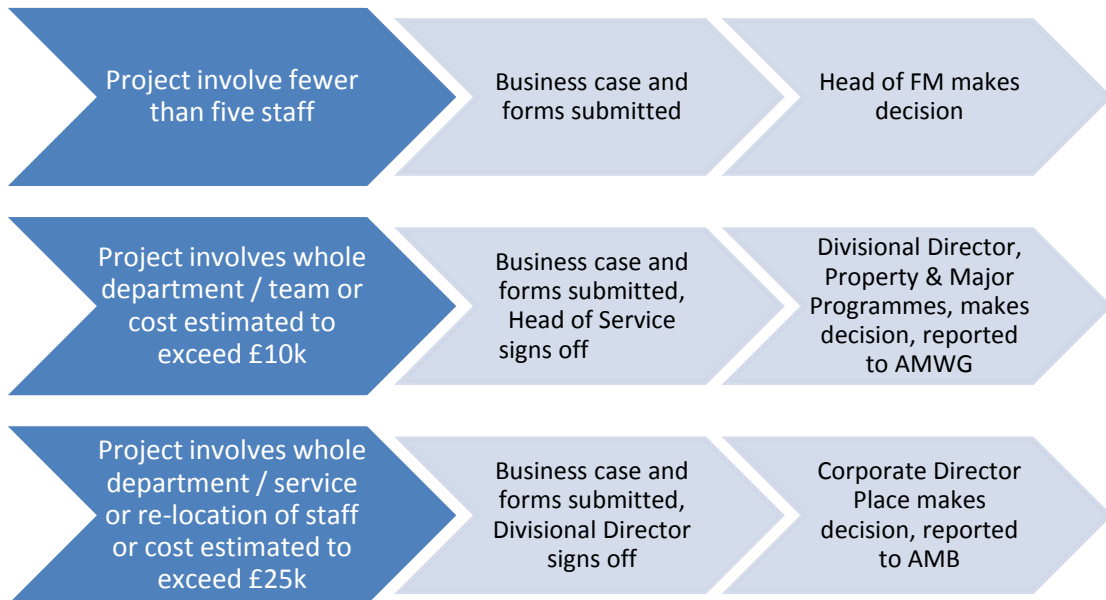 Project involve fewer
than five staff
Business case and
forms submitted
Head of FM makes
decision
Project involves whole
department / team or
cost estimated to
exceed £10k
Business case and
forms submitted,
Head of Service
signs off
Divisional Director,
Property & Major
Programmes, makes
decision, reported
to AMWG
Project involves whole
department / service
or re-location of staff
or cost estimated to
exceed £25k
Business case and
forms submitted,
Divisional Director
signs off
Corporate Director
Place makes
decision, reported
to AMB